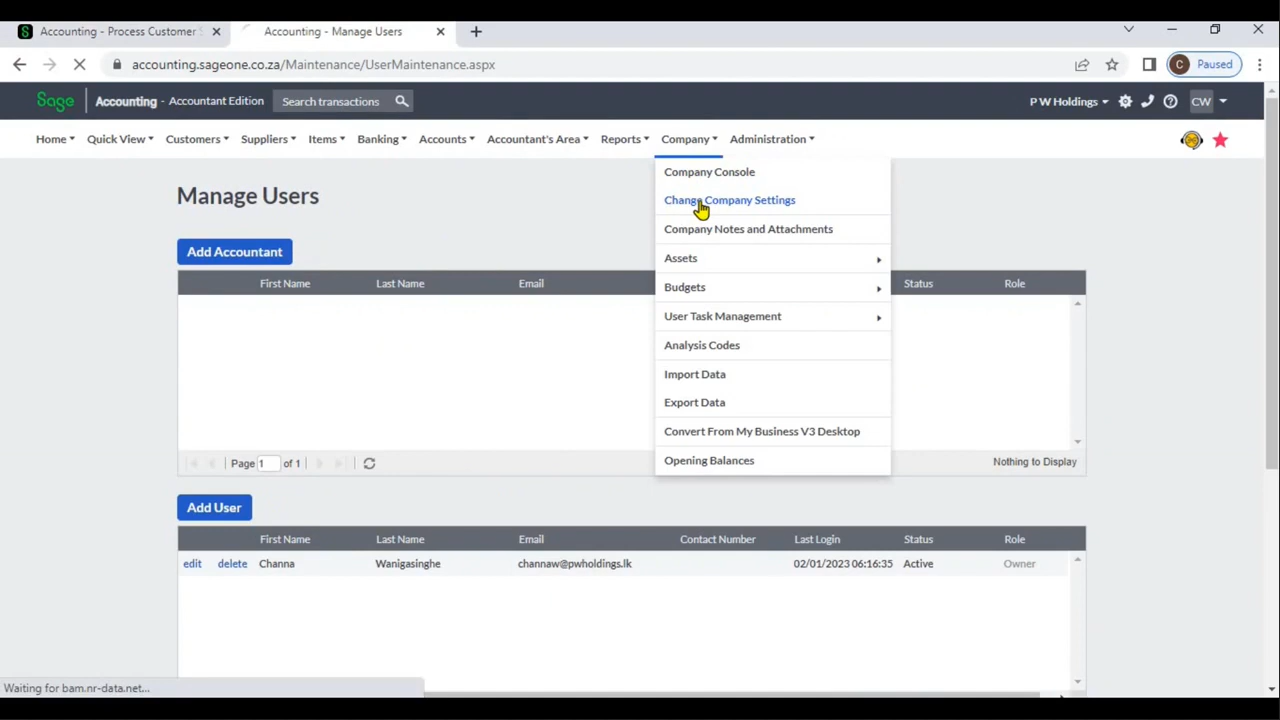 Accounting - Process Customer
Accounting - Manage Users
accounting.sageone.co.za/Maintenance/UserMaintenance.aspx
C Paused
Sage Accounting - Accountant Edition Search transactions P W Holdings CW
Home Quick View Customers Suppliers Items Banking Accounts Accountant's Area Reports Company Administration
Company Console
Change Company Settings
Company Notes and Attachments
Assets
Budgets
User Task Management
Analysis Codes
Import Data
Export Data
Convert From My Business V3 Desktop
Opening Balances
Manage Users
Add Accountant
First Name Last Name Email Status Role
Page 1 of 1 Nothing to Display
Add User
First Name Last Name Email Contact Number Last Login Status Role
edit delete Channa Wanigasinghe channaw@pwholdings.lk 02/01/2023 06:16:35 Active Owner
Waiting for bam.nr-data.net...